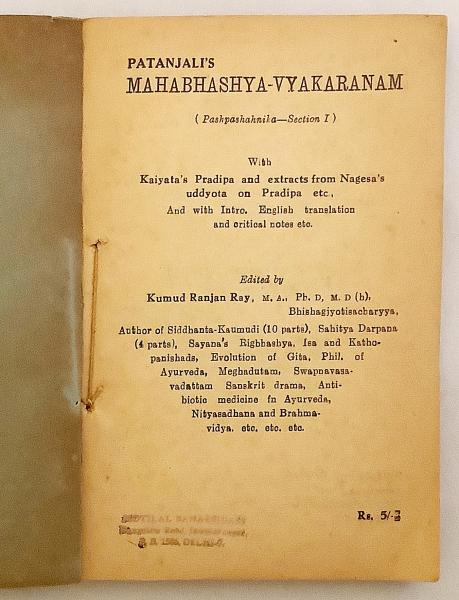 PATANJALI'S
MAHABHASHYA-VYAKARANAM
( Pashpashahnika—Section I )
With
Kaiyata's Pradipa and extracts from Nagesa's
uddyota on Pradipa etc.,
And with Intro. English translation
and critical notes etc.
Edited by
Kumud Ranjan Ray, M. A., Ph. D, M. D (h),
Bhishagjyotisacharyya,
Author of Siddhanta-Kaumudi (10 parts), Sahitya Darpana
(4 parts), Sayana's Rigbhashya, Isa and Katho-
panishads, Evolution of Gita, Phil. of
Ayurveda, Meghadutam, Swapnavasa-
vadattam Sanskrit drama, Anti-
biotic medicine in Ayurveda,
Nityasadhana and Brahma-
vidya, etc. etc. etc.
Rs. 5/-